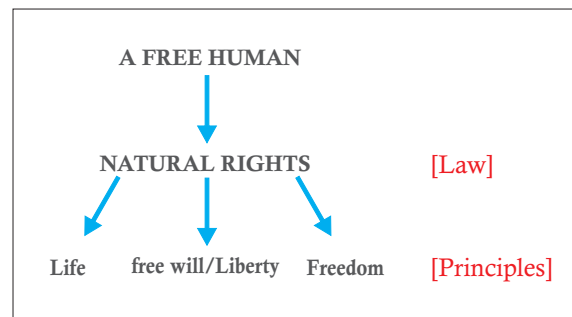 A FREE HUMAN
NATURAL RIGHTS [Law]
Life free will/Liberty Freedom [Principles]